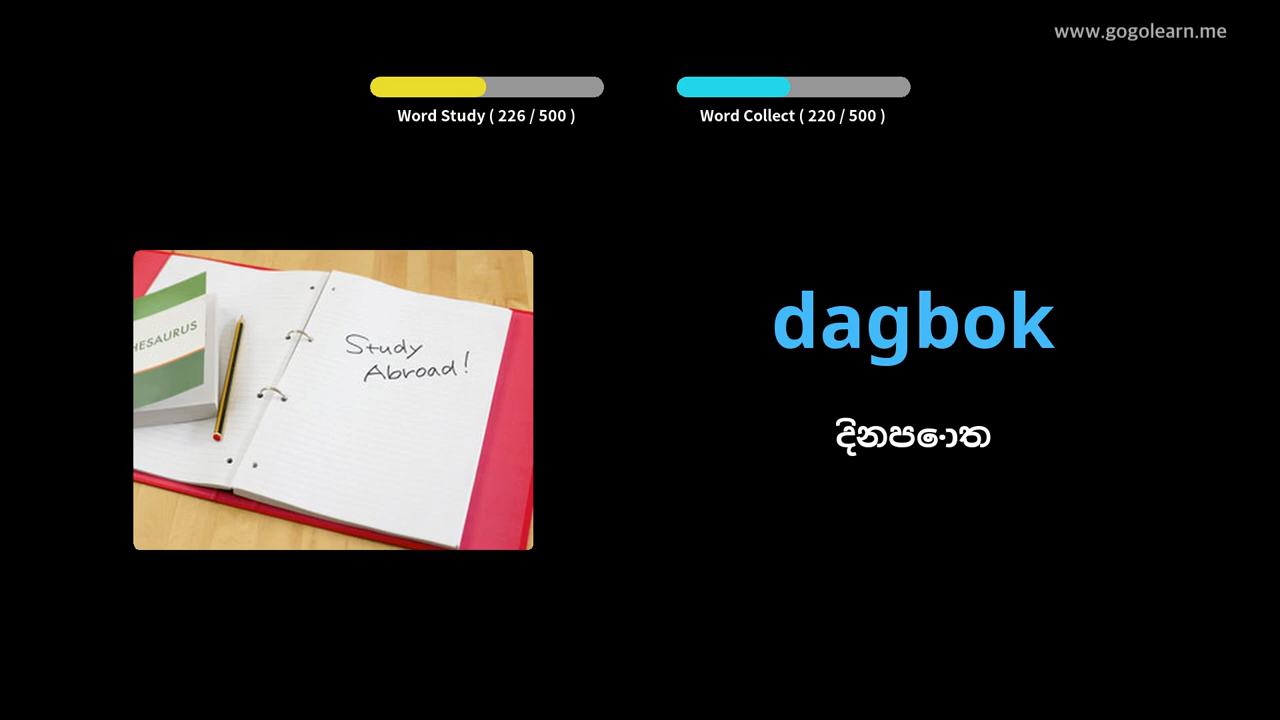 www.gogolearn.me
Word Study ( 226 / 500 )
Word Collect ( 220 / 500 )
HESAURUS
Study
Abroad!
dagbok
දිනපොත